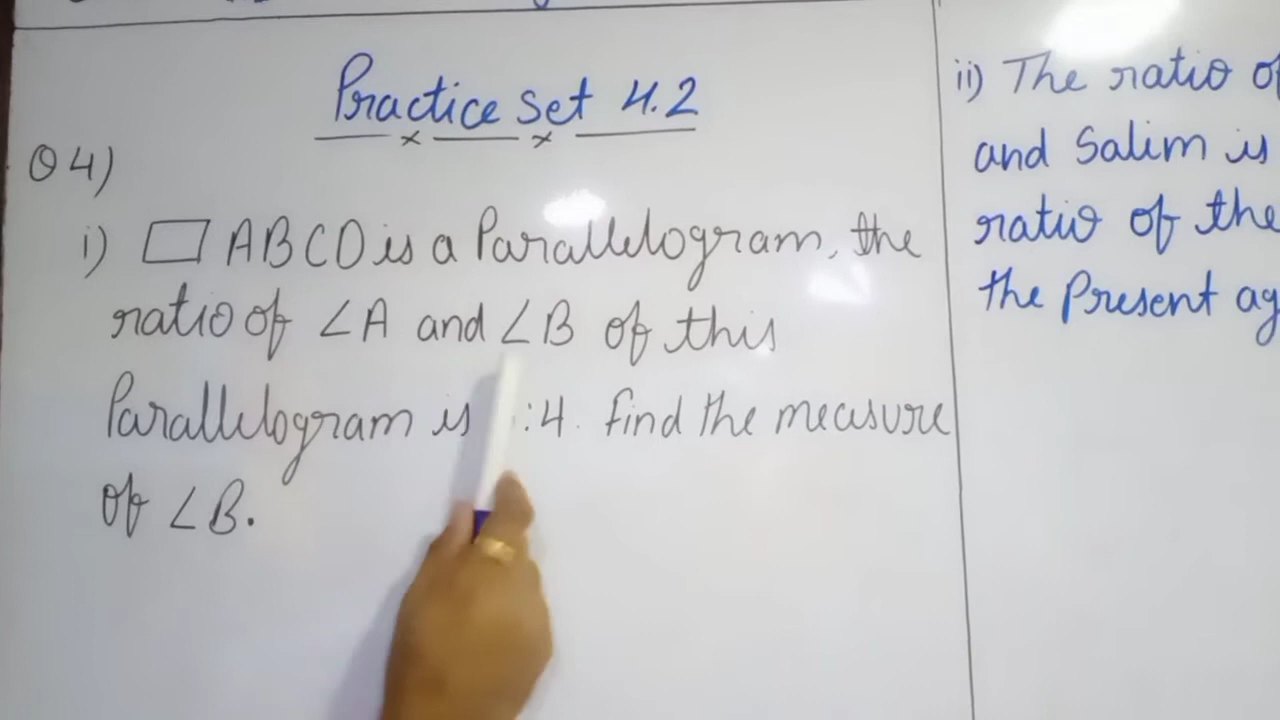 Practice Set 4.2
Q4)
i) ▭ ABCD is a Parallelogram, the
ratio of ∠A and ∠B of this
Parallelogram is :4. find the measure
of ∠B.
ii) The ratio of
and Salim is
ratio of the
the Present ag